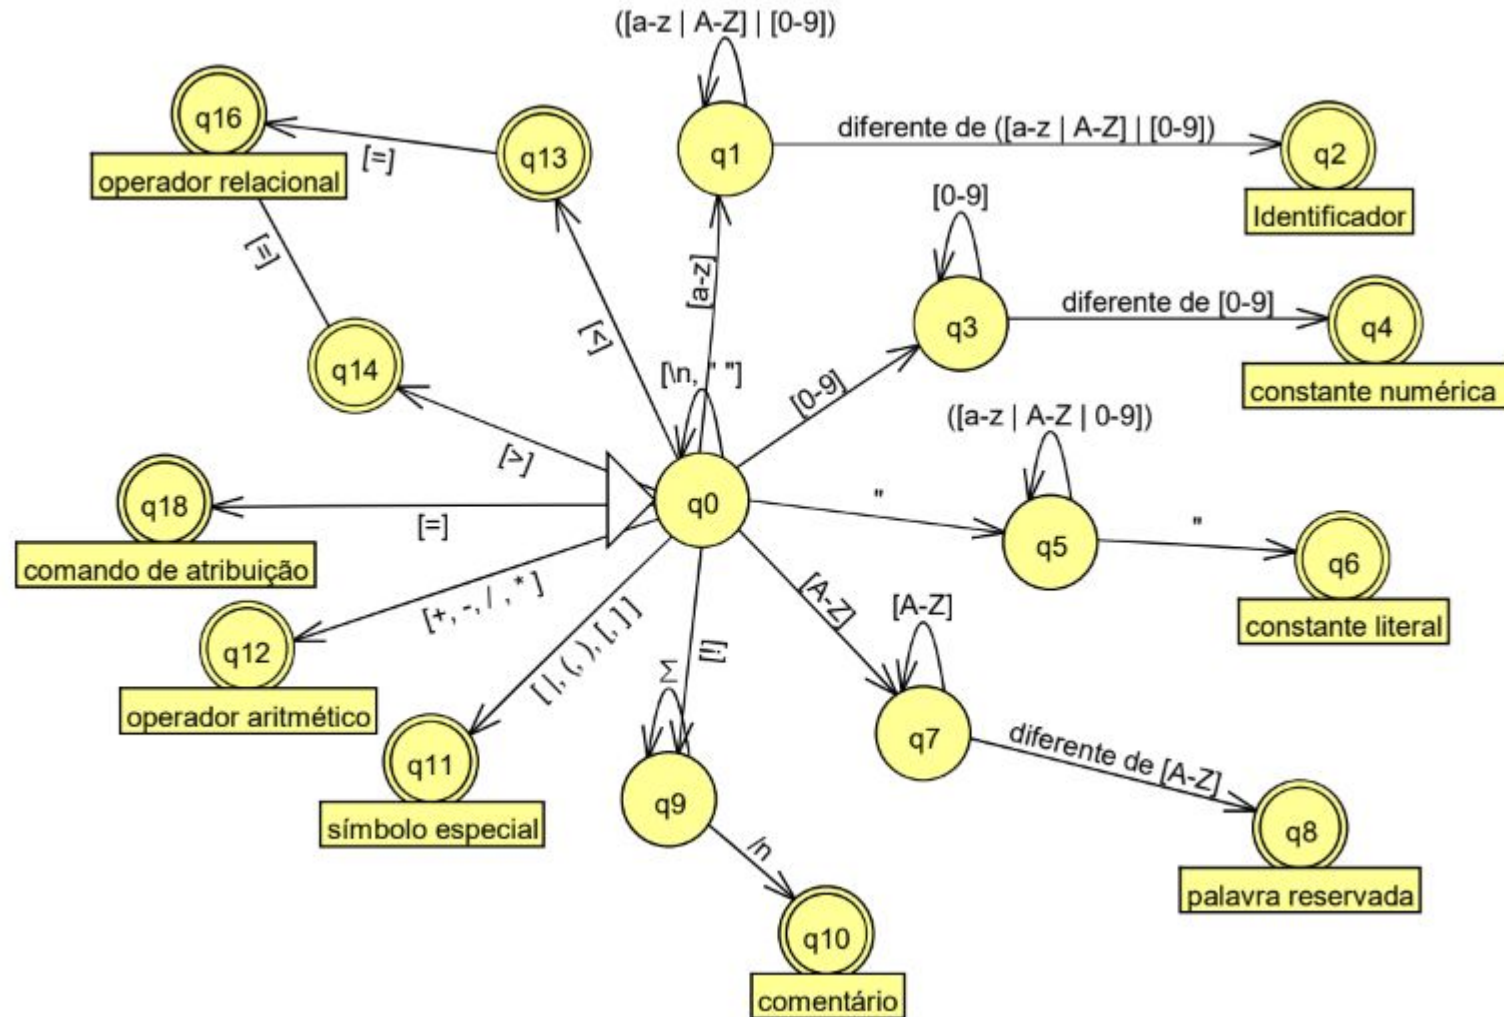 ([a-z | A-Z] | [0-9])
q16
operador relacional
[=]
q13
q1
diferente de ([a-z | A-Z] | [0-9])
q2
Identificador
[=]
[<]
[a-z]
[0-9]
q3
diferente de [0-9]
q4
constante numérica
q14
[>]
[\n, " "]
[0-9]
([a-z | A-Z | 0-9])
q18
comando de atribuição
[=]
q0
"
q5
"
q6
constante literal
[+, -, / , * ]
q12
operador aritmético
[ |, (, ), [, ] ]
q11
símbolo especial
Σ
q9
/n
q10
comentário
[A-Z]
[A-Z]
q7
diferente de [A-Z]
q8
palavra reservada